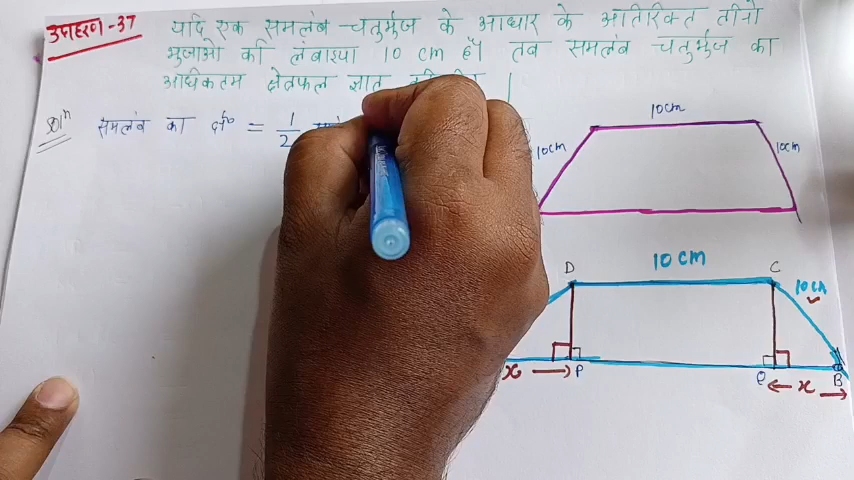 उदाहरण-37 यदि एक समलंब चतुर्भुज के आधार के अतिरिक्त तीनो
भुजाओं की लंबाइया 10 cm हैं। तब समलंब चतुर्भुज का
अधिकतम क्षेत्रफल ज्ञात
Solⁿ समलंब का क्षे० = 1/2
10cm
10cm
10cm
D
10 cm
C
10 cm
x
P
Q
x
B